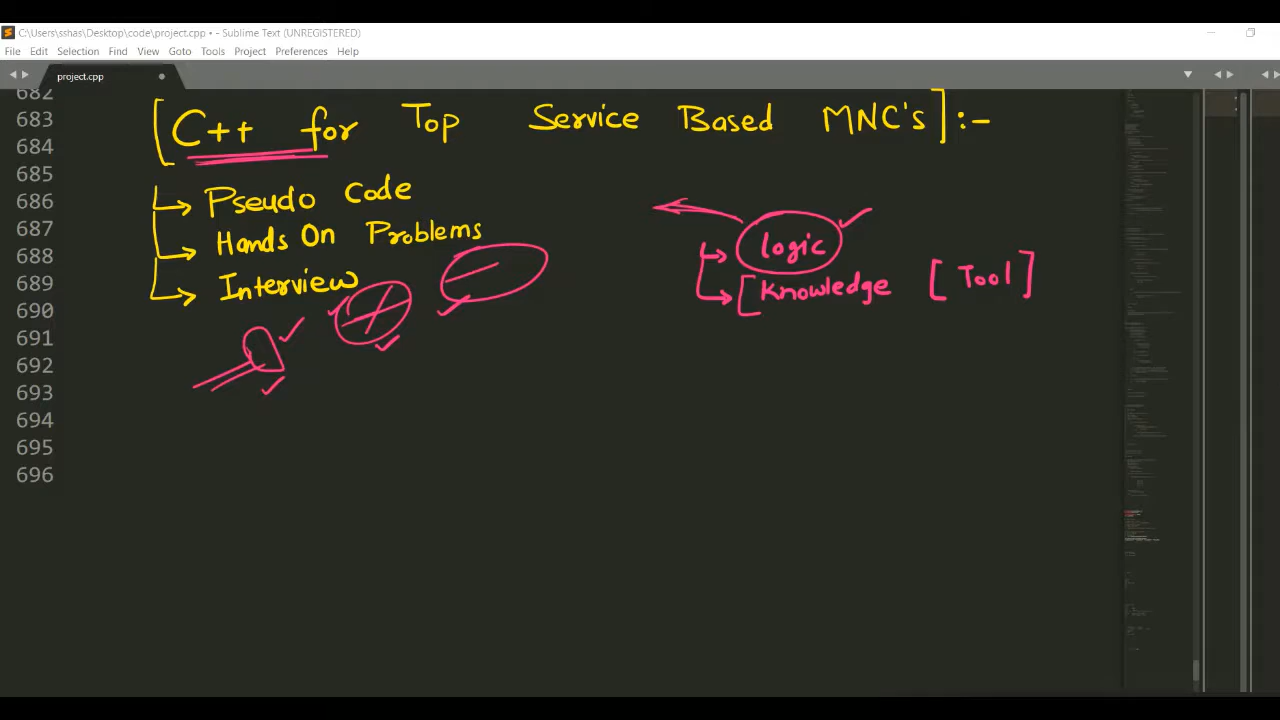 C:\Users\sshas\Desktop\code\project.cpp • - Sublime Text (UNREGISTERED)
File Edit Selection Find View Goto Tools Project Preferences Help
project.cpp
682
683 [C++ for Top Service Based MNC's]:-
684
685
686 Pseudo Code
687 Hands On Problems logic
688
689 Interview [Knowledge [Tool]
690
691
692
693
694
695
696